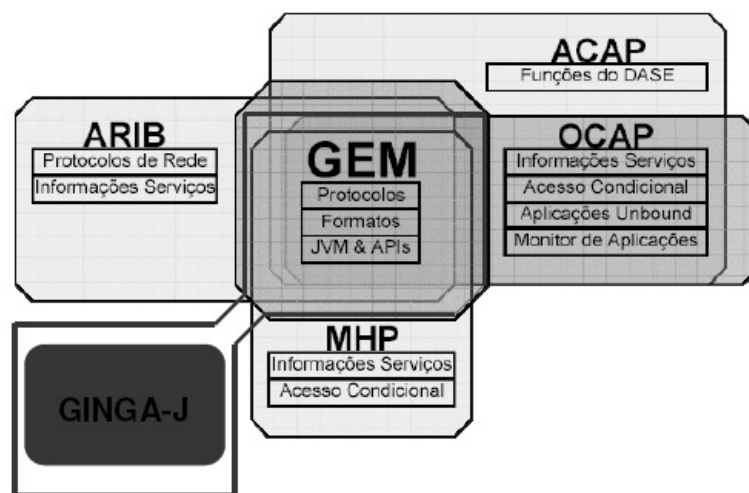 ACAP
Funções do DASE
ARIB
Protocolos de Rede
Informações Serviços
GEM
Protocolos
Formatos
JVM & APIs
OCAP
Informações Serviços
Acesso Condicional
Aplicações Unbound
Monitor de Aplicações
MHP
Informações Serviços
Acesso Condicional
GINGA-J